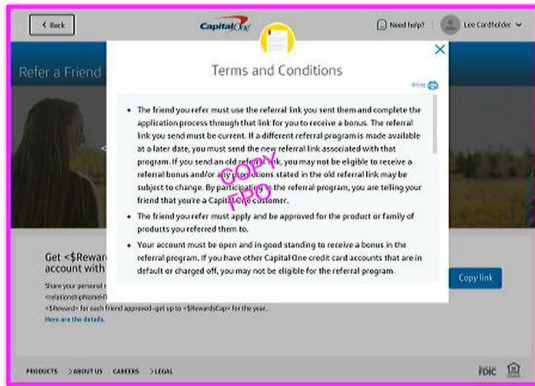 < Back
Capital One
Need help?
Lee Cardholder
Refer a Friend
Terms and Conditions
Print
• The friend you refer must use the referral link you sent them and complete the
application process through that link for you to receive a bonus. The referral
link you send must be current. If a different referral program is made available
at a later date, you must send the new referral link associated with that
program. If you send an old referral link, you may not be eligible to receive a
referral bonus and/or any promotions stated in the old referral link may be
subject to change. By participating in the referral program, you are telling your
friend that you're a Capital One customer.
COPY
FPO
• The friend you refer must apply and be approved for the product or family of
products you referred them to.
• Your account must be open and in good standing to receive a bonus in the
referral program. If you have other Capital One credit card accounts that are in
default or charged off, you may not be eligible for the referral program.
Get <$Rewar
account with
Share your personal r
<relationshipName
<$Reward> for each friend approved–get up to <$RewardsCap> for the year.
Here are the details.
Copy link
PRODUCTS > ABOUT US CAREERS > LEGAL
FDIC